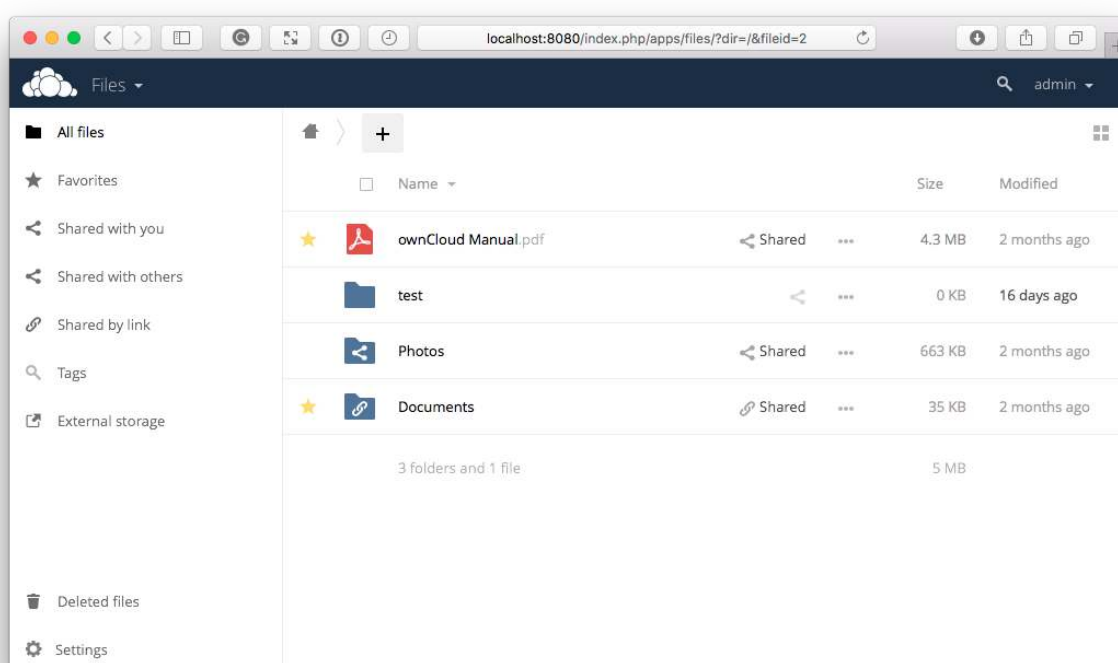 localhost:8080/index.php/apps/files/?dir=/&fileid=2
Files
admin
All files
Favorites
Shared with you
Shared with others
Shared by link
Tags
External storage
Deleted files
Settings
+
Name Size Modified
ownCloud Manual.pdf Shared ••• 4.3 MB 2 months ago
test ••• 0 KB 16 days ago
Photos Shared ••• 663 KB 2 months ago
Documents Shared ••• 35 KB 2 months ago
3 folders and 1 file 5 MB